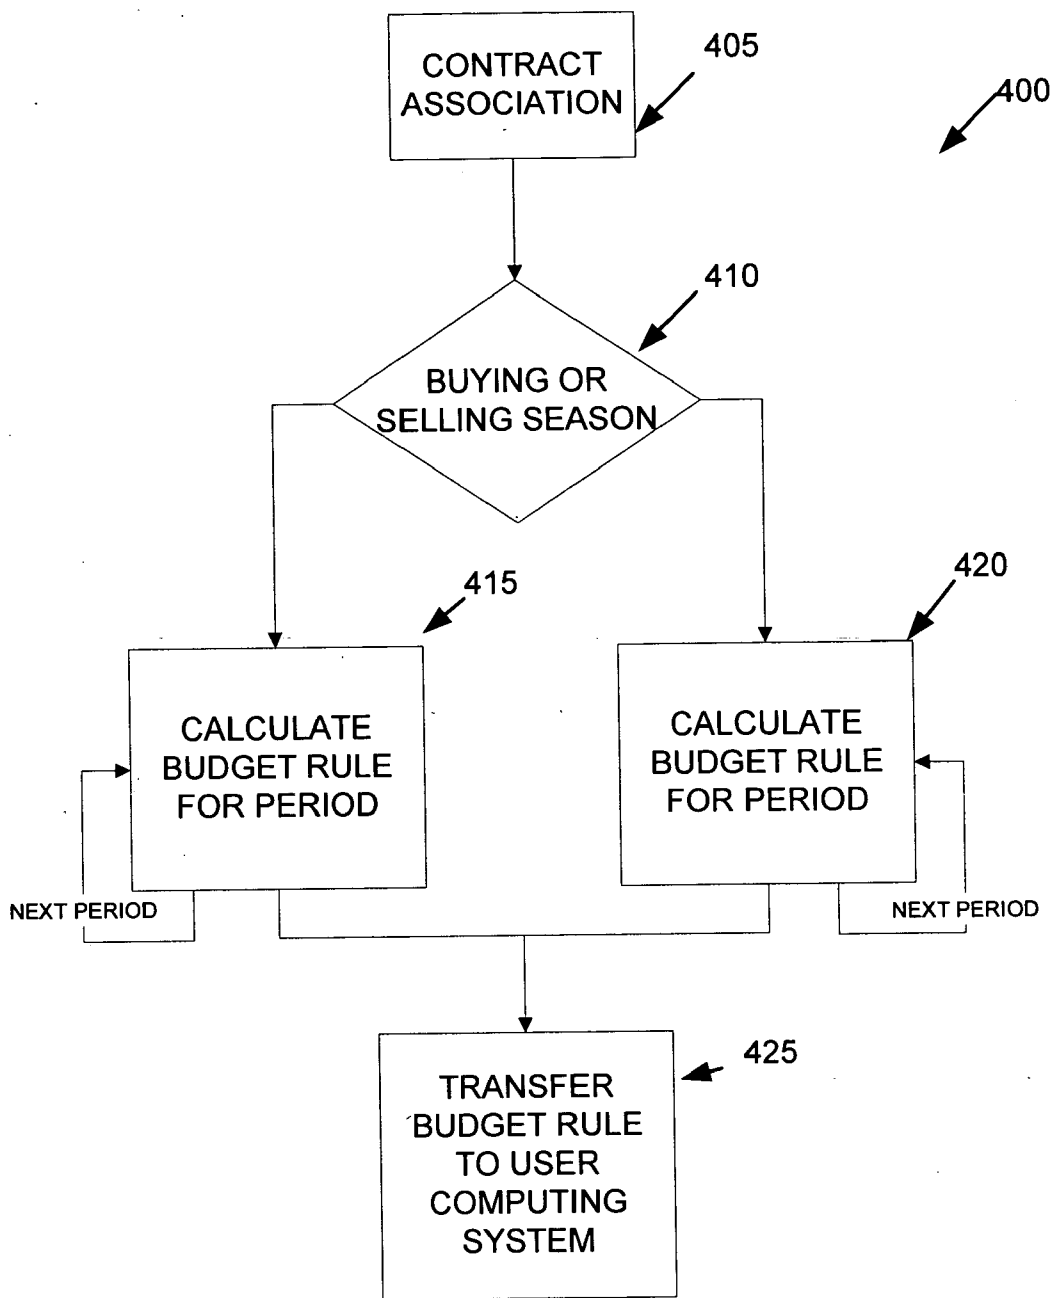 CONTRACT
ASSOCIATION
405
400
410
BUYING OR
SELLING SEASON
415
420
CALCULATE
BUDGET RULE
FOR PERIOD
CALCULATE
BUDGET RULE
FOR PERIOD
NEXT PERIOD
NEXT PERIOD
425
TRANSFER
BUDGET RULE
TO USER
COMPUTING
SYSTEM